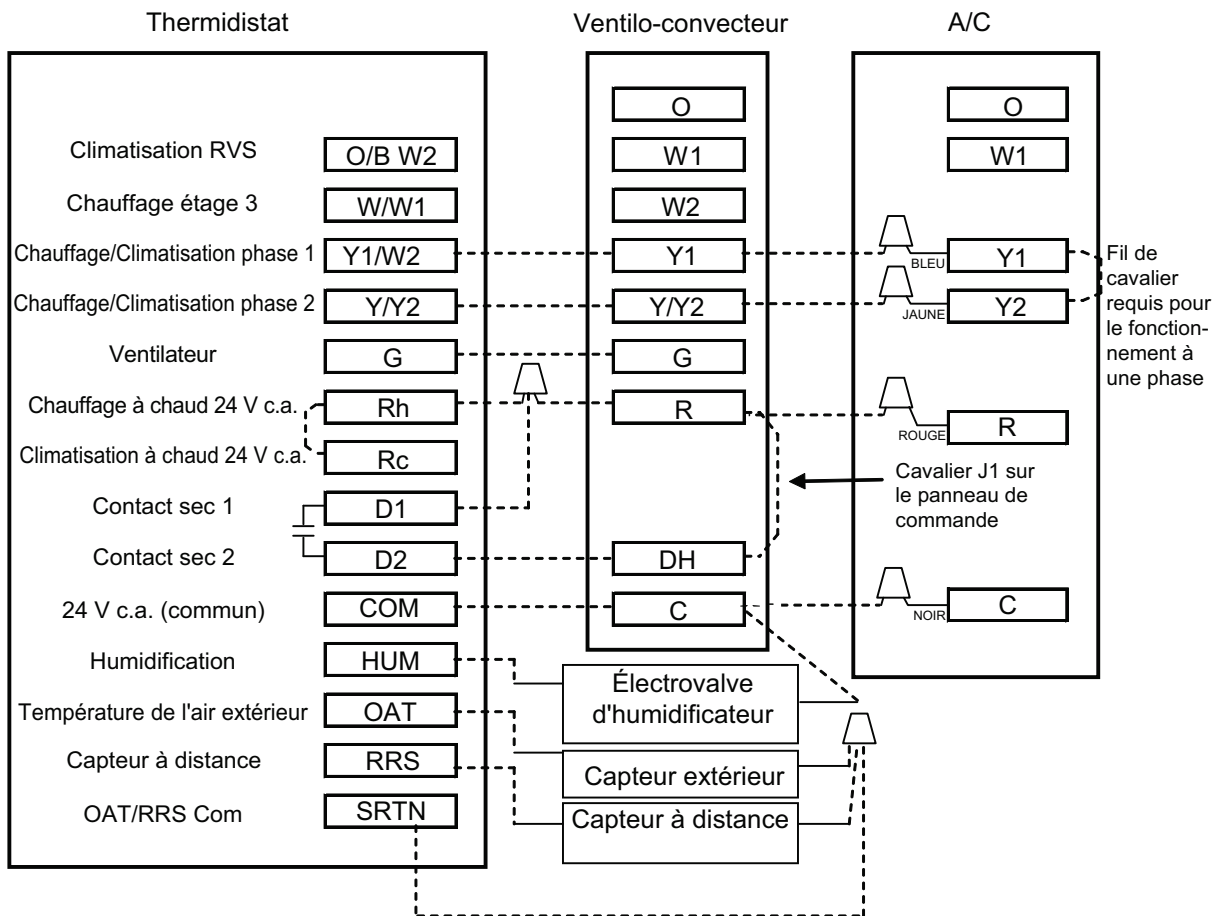 Thermidistat
Ventilo-convecteur
A/C
O
O
Climatisation RVS
O/B W2
W1
W1
Chauffage étage 3
W/W1
W2
Chauffage/Climatisation phase 1
Y1/W2
Y1
BLEU
Y1
Chauffage/Climatisation phase 2
Y/Y2
Y/Y2
JAUNE
Y2
Fil de
cavalier
requis pour
le fonction-
nement à
une phase
Ventilateur
G
G
Chauffage à chaud 24 V c.a.
Rh
R
ROUGE
R
Climatisation à chaud 24 V c.a.
Rc
Cavalier J1 sur
le panneau de
commande
Contact sec 1
D1
Contact sec 2
D2
DH
24 V c.a. (commun)
COM
C
NOIR
C
Humidification
HUM
Électrovalve
d'humidificateur
Température de l'air extérieur
OAT
Capteur extérieur
Capteur à distance
RRS
Capteur à distance
OAT/RRS Com
SRTN